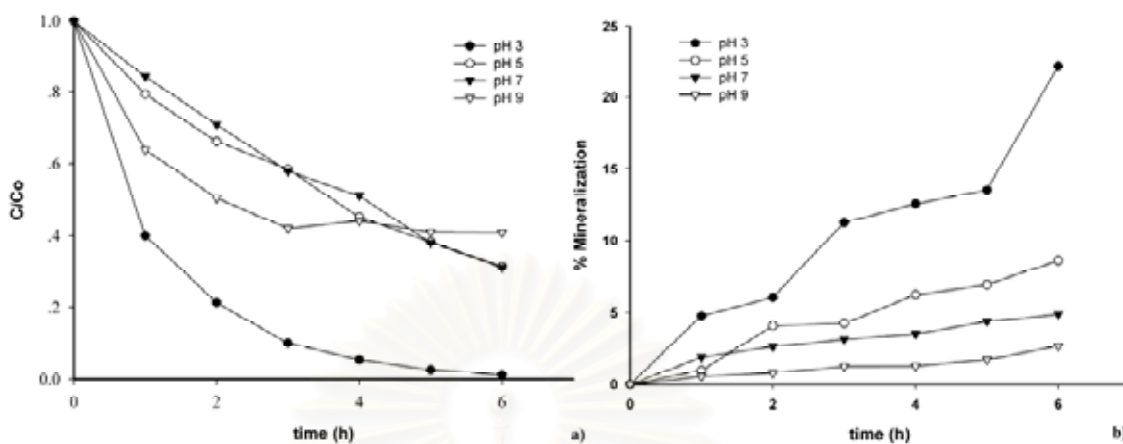 1.0
.8
.6
.4
.2
0.0
C/Co
0 2 4 6
time (h)
a)
pH 3
pH 5
pH 7
pH 9
25
20
15
10
5
0
% Mineralization
0 2 4 6
time (h)
b)
pH 3
pH 5
pH 7
pH 9